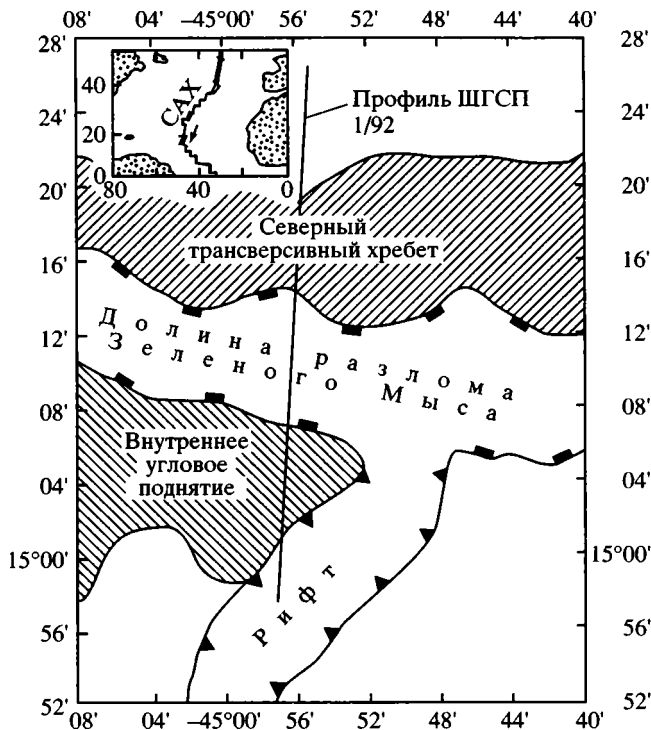 08' 04' –45°00' 56' 52' 48' 44' 40'
28' 28'
24' 24'
20' 20'
16' 16'
12' 12'
08' 08'
04' 04'
15°00' 15°00'
56' 56'
52' 52'
08' 04' –45°00' 56' 52' 48' 44' 40'
40
20
0
80 40 0
САХ
Профиль ШГСП
1/92
Северный
трансверсивный хребет
Долина разлома
Зеленого Мыса
Внутреннее
угловое
поднятие
Рифт